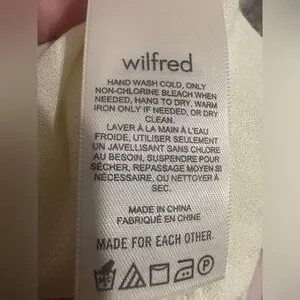 wilfred
HAND WASH COLD, ONLY
NON-CHLORINE BLEACH WHEN
NEEDED, HANG TO DRY, WARM
IRON ONLY IF NEEDED, OR DRY
CLEAN.
LAVER À LA MAIN À L'EAU
FROIDE, UTILISER SEULEMENT
UN JAVELLISANT SANS CHLORE
AU BESOIN, SUSPENDRE POUR
SÉCHER, REPASSAGE MOYEN SI
NÉCESSAIRE, OU NETTOYER À
SEC.
MADE IN CHINA
FABRIQUÉ EN CHINE
MADE FOR EACH OTHER.
P